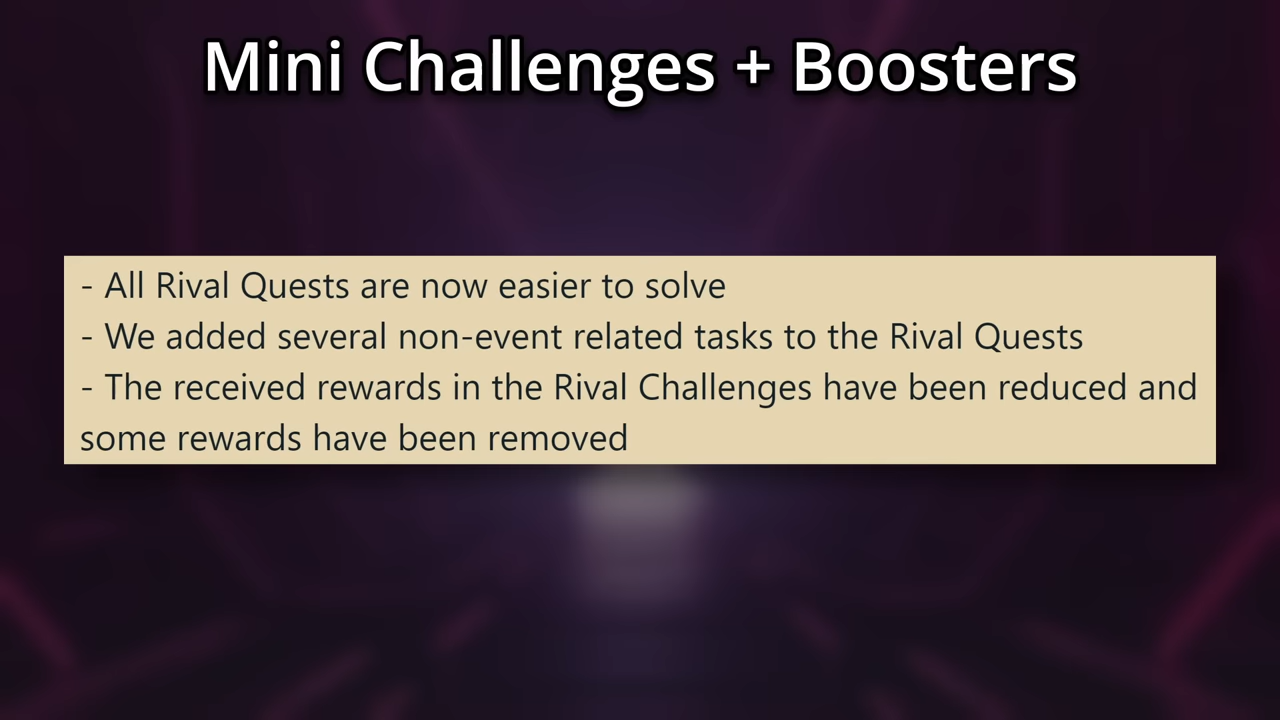 Mini Challenges + Boosters
- All Rival Quests are now easier to solve
- We added several non-event related tasks to the Rival Quests
- The received rewards in the Rival Challenges have been reduced and
some rewards have been removed